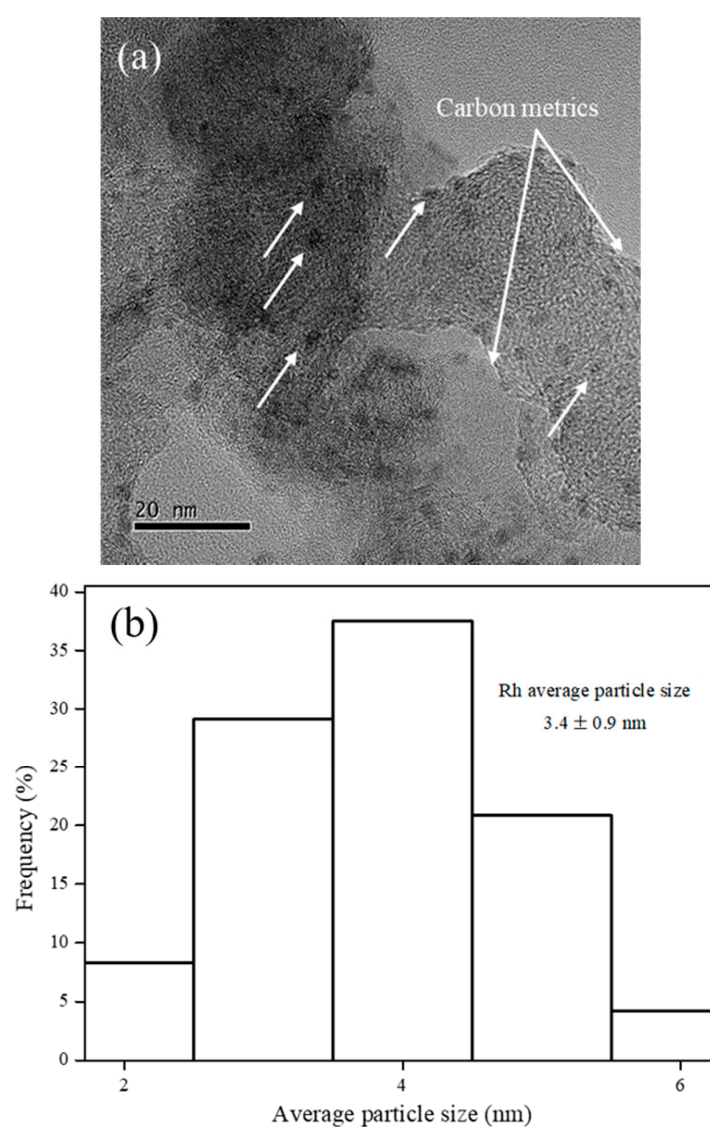 (a)
Carbon metrics
20 nm
(b)
40
35
30
25
20
15
10
5
0
Frequency (%)
Rh average particle size
3.4 ± 0.9 nm
2 4 6
Average particle size (nm)